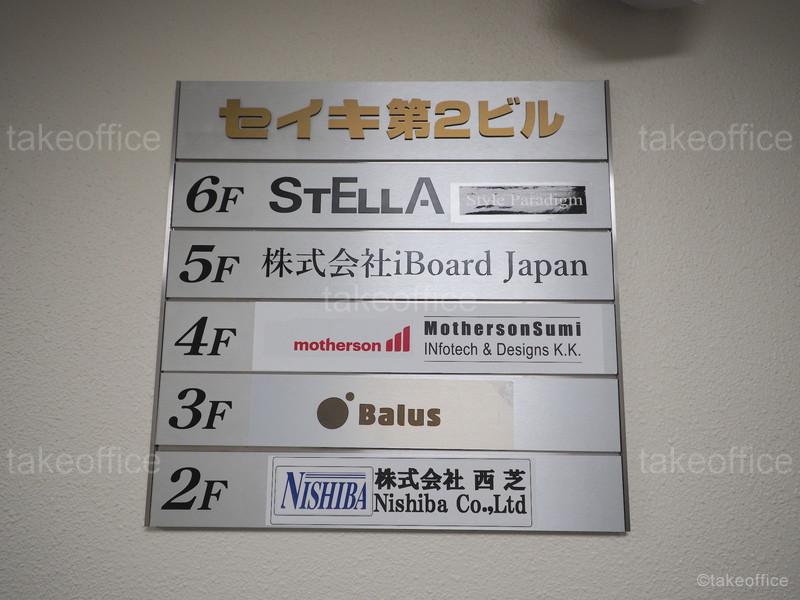 セイキ第2ビル
6F STELLA Style Paradigm
5F 株式会社iBoard Japan
4F motherson MothersonSumi
INfotech & Designs K.K.
3F Balus
2F NISHIBA 株式会社 西芝
Nishiba Co.,Ltd
takeoffice
takeoffice
takeoffice
takeoffice
takeoffice
©takeoffice